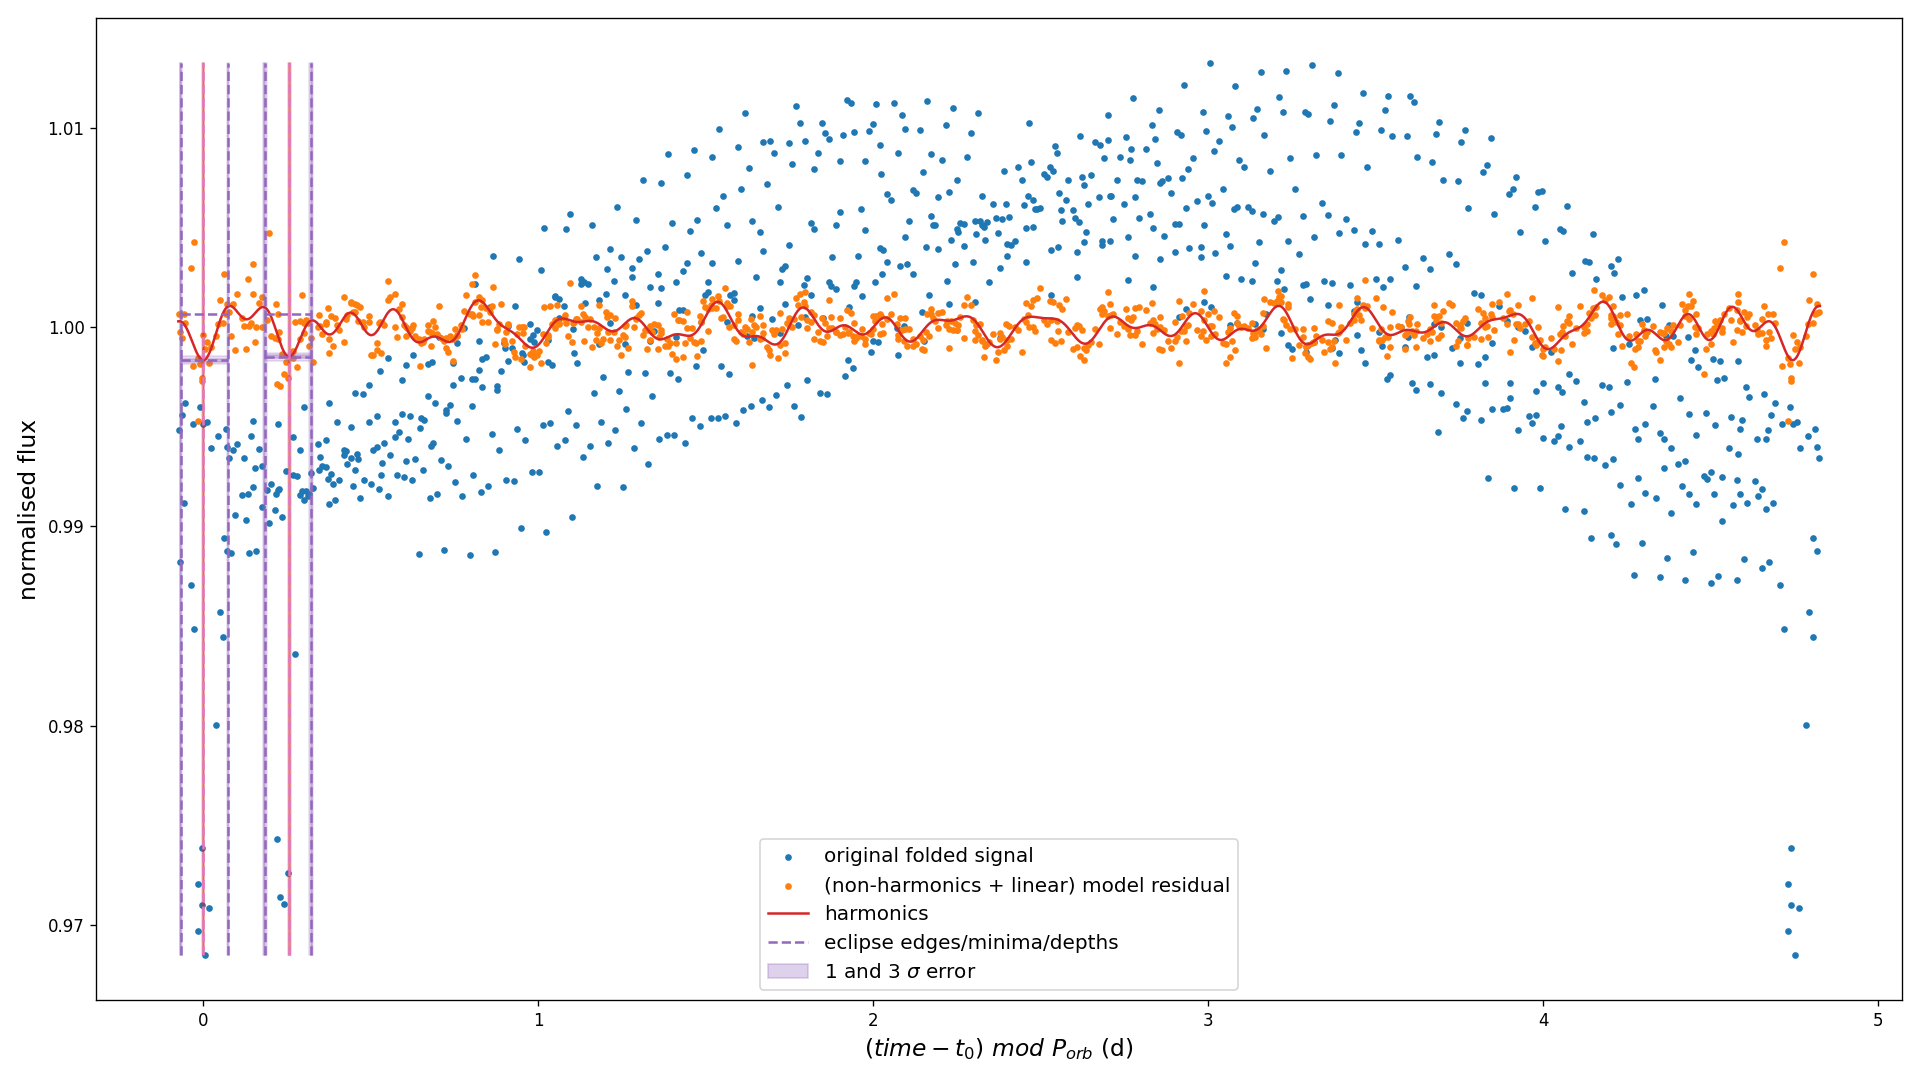 normalised flux
1.01
1.00
0.99
0.98
0.97
original folded signal
(non-harmonics + linear) model residual
harmonics
eclipse edges/minima/depths
1 and 3 σ error
0 1 2 3 4 5
(time − t₀) mod P_orb (d)